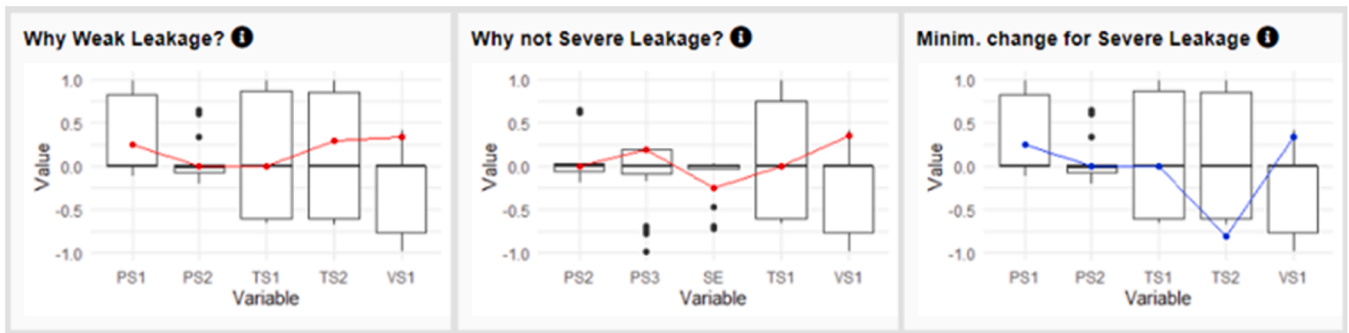 Why Weak Leakage? i
1.0
0.5
0.0
-0.5
-1.0
Value
PS1 PS2 TS1 TS2 VS1
Variable
Why not Severe Leakage? i
1.0
0.5
0.0
-0.5
-1.0
Value
PS2 PS3 SE TS1 VS1
Variable
Minim. change for Severe Leakage i
1.0
0.5
0.0
-0.5
-1.0
Value
PS1 PS2 TS1 TS2 VS1
Variable